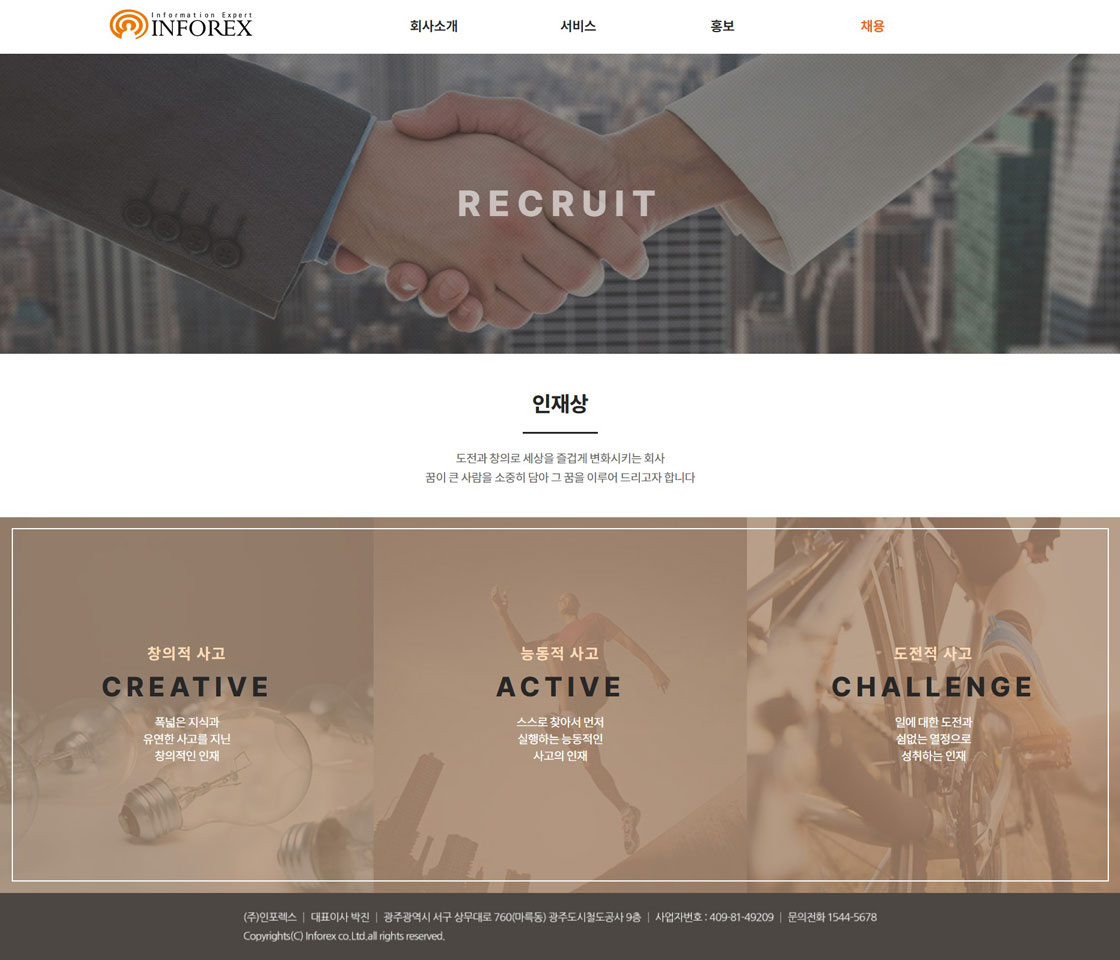 Information Expert
INFOREX
회사소개 서비스 홍보 채용
RECRUIT
인재상
도전과 창의로 세상을 즐겁게 변화시키는 회사
꿈이 큰 사람을 소중히 담아 그 꿈을 이루어 드리고자 합니다
창의적 사고
CREATIVE
폭넓은 지식과
유연한 사고를 지닌
창의적인 인재
능동적 사고
ACTIVE
스스로 찾아서 먼저
실행하는 능동적인
사고의 인재
도전적 사고
CHALLENGE
일에 대한 도전과
쉼없는 열정으로
성취하는 인재
(주)인포렉스 | 대표이사 박진 | 광주광역시 서구 상무대로 760(마륵동) 광주도시철도공사 9층 | 사업자번호 : 409-81-49209 | 문의전화 1544-5678
Copyrights(C) Inforex co.Ltd.all rights reserved.